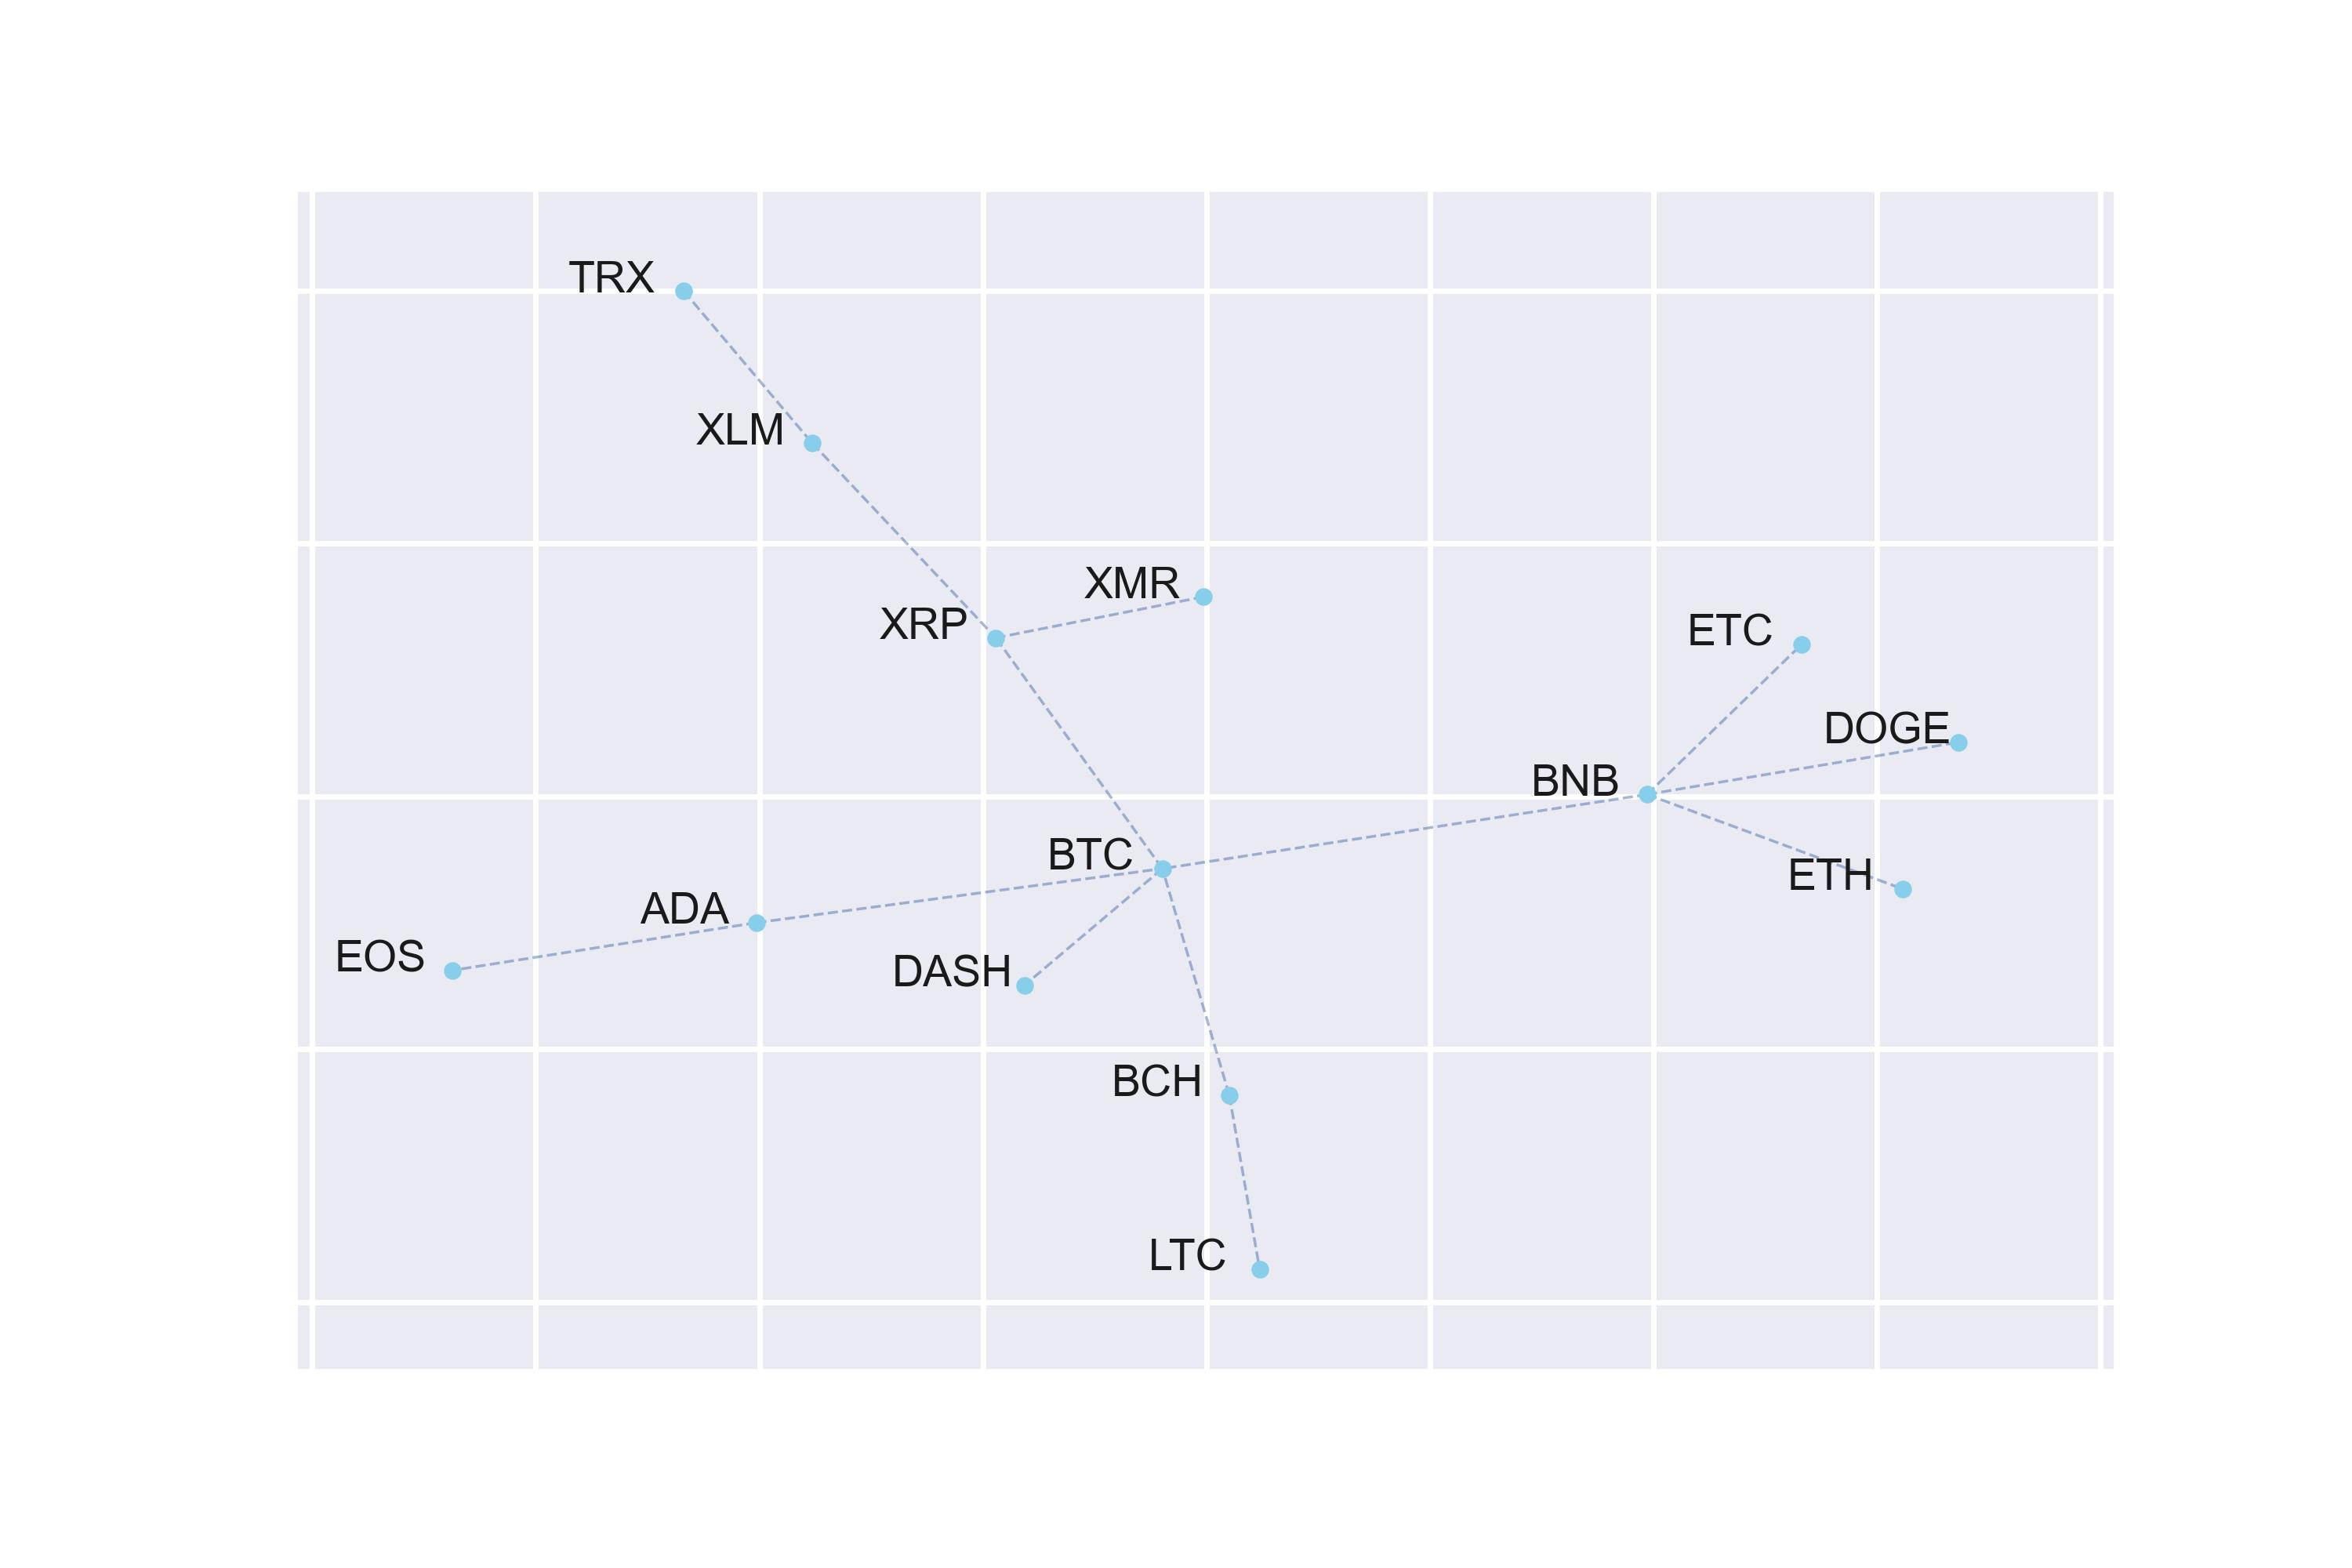 TRX
XLM
XMR
XRP
ETC
DOGE
BNB
BTC
ETH
ADA
EOS
DASH
BCH
LTC